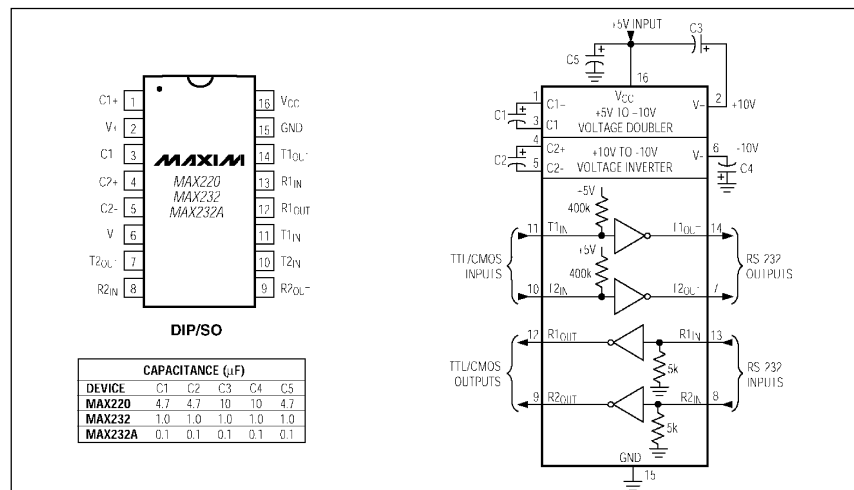 C1+ 1
V+ 2
C1 3
C2+ 4
C2- 5
V 6
T2OU– 7
R2IN 8
16 VCC
15 GND
14 T1OU–
13 R1IN
12 R1OUT
11 T1IN
10 T2IN
9 R2OU–
MAXIM
MAX220
MAX232
MAX232A
DIP/SO
CAPACITANCE (µF)
DEVICE C1 C2 C3 C4 C5
MAX220 4.7 4.7 10 10 4.7
MAX232 1.0 1.0 1.0 1.0 1.0
MAX232A 0.1 0.1 0.1 0.1 0.1
+5V INPUT
C3
C5
16
VCC
1 C1–
C1
3 C1
+5V TO –10V
VOLTAGE DOUBLER
V– 2
+10V
4 C2+
C2
5 C2-
+10V TO -10V
VOLTAGE INVERTER
V- 6
-10V
C4
–5V
400k
11 T1IN
T1OU– 14
+5V
400k
10 T2IN
T2OU– 7
TTL/CMOS
INPUTS
RS 232
OUTPUTS
12 R1OUT
R1IN 13
5k
9 R2OUT
R2IN 8
5k
TTL/CMOS
OUTPUTS
RS 232
INPUTS
GND
15